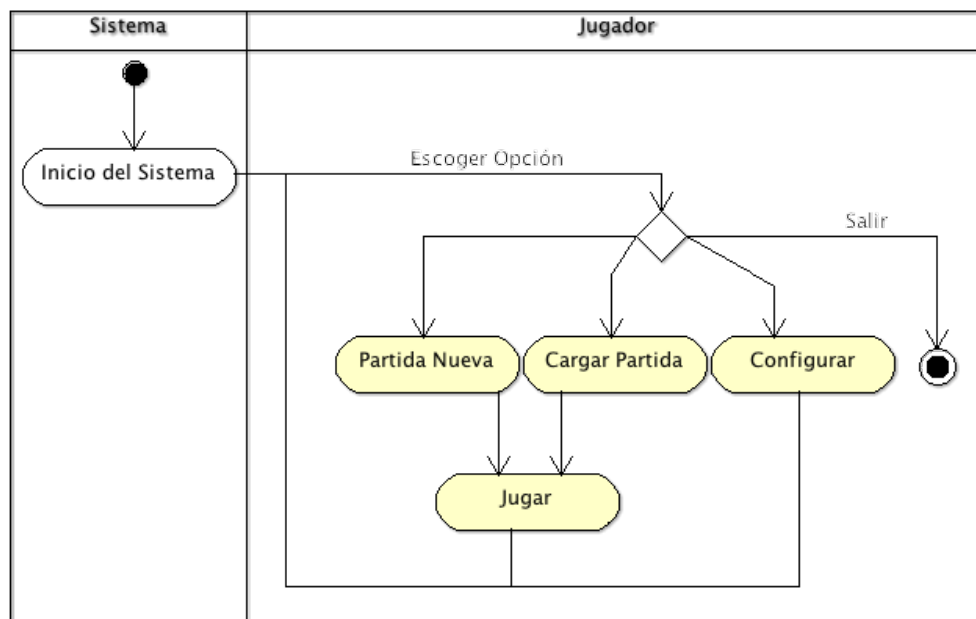 Sistema
Jugador
Inicio del Sistema
Escoger Opción
Salir
Partida Nueva
Cargar Partida
Configurar
Jugar